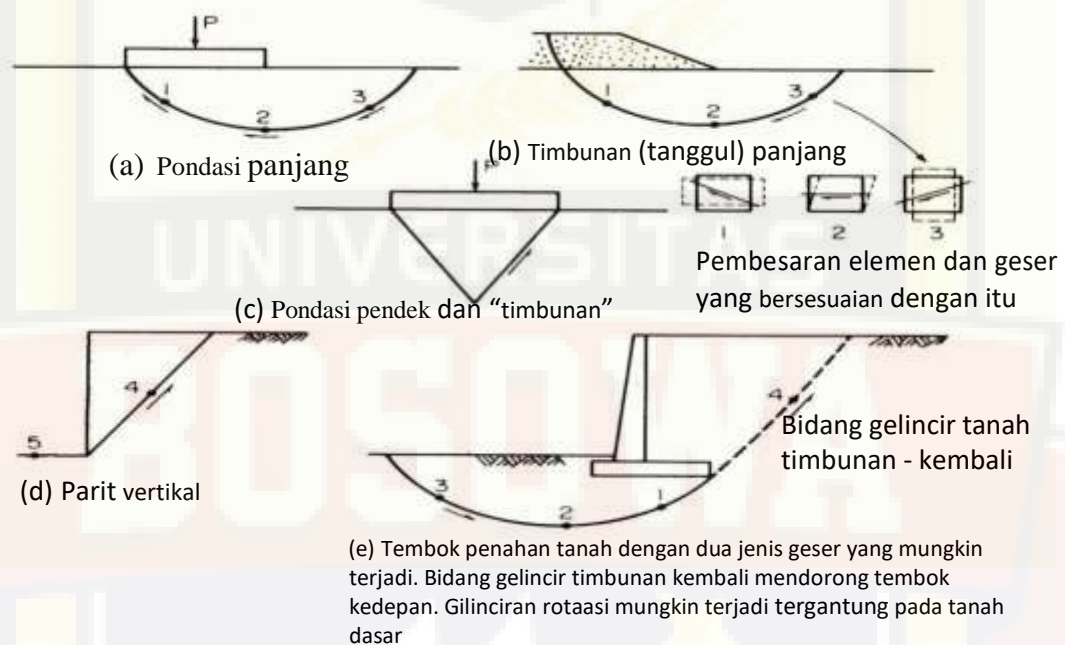 P
1
2
3
(a) Pondasi panjang
1
2
3
(b) Timbunan (tanggul) panjang
P
1
2
3
Pembesaran elemen dan geser
yang bersesuaian dengan itu
(c) Pondasi pendek dan “timbunan”
UNIVERSITAS
BOSOWA
4
5
(d) Parit vertikal
4
Bidang gelincir tanah
timbunan - kembali
3
2
1
(e) Tembok penahan tanah dengan dua jenis geser yang mungkin
terjadi. Bidang gelincir timbunan kembali mendorong tembok
kedepan. Gilinciran rotaasi mungkin terjadi tergantung pada tanah
dasar